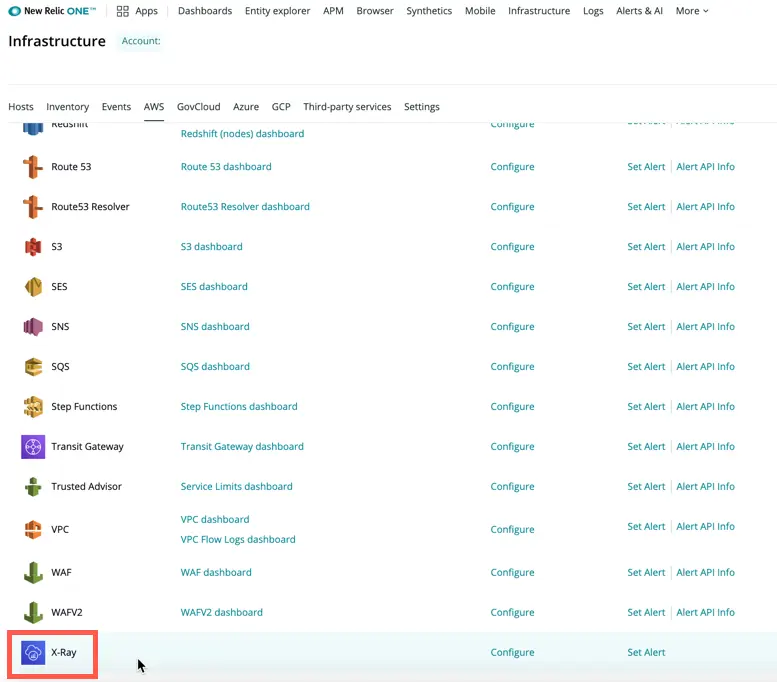 New Relic ONE™ Apps Dashboards Entity explorer APM Browser Synthetics Mobile Infrastructure Logs Alerts & AI More
Infrastructure Account:
Hosts Inventory Events AWS GovCloud Azure GCP Third-party services Settings
Redshift Configure Set Alert Alert API Info
Redshift (nodes) dashboard
Route 53 Route 53 dashboard Configure Set Alert Alert API Info
Route53 Resolver Route53 Resolver dashboard Configure Set Alert Alert API Info
S3 S3 dashboard Configure Set Alert Alert API Info
SES SES dashboard Configure Set Alert Alert API Info
SNS SNS dashboard Configure Set Alert Alert API Info
SQS SQS dashboard Configure Set Alert Alert API Info
Step Functions Step Functions dashboard Configure Set Alert Alert API Info
Transit Gateway Transit Gateway dashboard Configure Set Alert Alert API Info
Trusted Advisor Service Limits dashboard Configure Set Alert Alert API Info
VPC dashboard
VPC Configure Set Alert Alert API Info
VPC Flow Logs dashboard
WAF WAF dashboard Configure Set Alert Alert API Info
WAFV2 WAFV2 dashboard Configure Set Alert Alert API Info
X-Ray Configure Set Alert